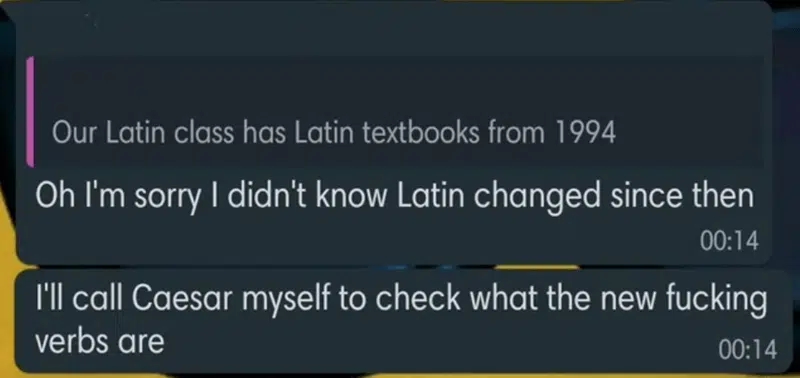 Our Latin class has Latin textbooks from 1994
Oh I'm sorry I didn't know Latin changed since then
00:14
I'll call Caesar myself to check what the new fucking
verbs are
00:14